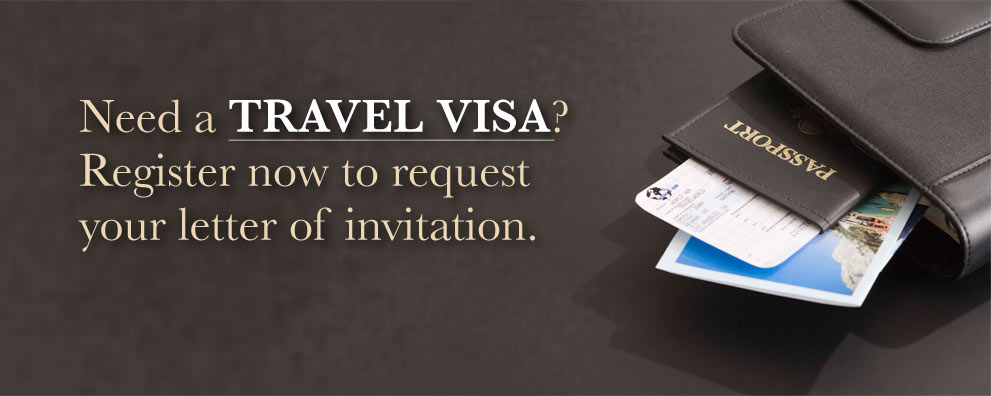 Need a TRAVEL VISA?
Register now to request
your letter of invitation.
PASSPORT